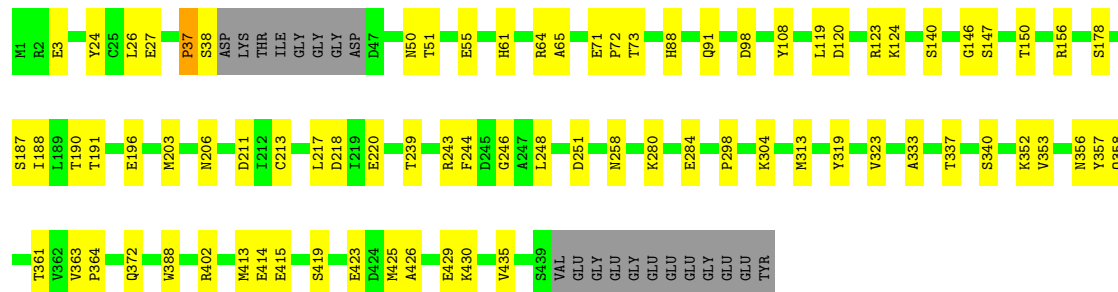 M1 R2 E3 Y24 C25 L26 E27 P37 S38 ASP LYS THR ILE GLY GLY GLY ASP D47 N50 T51 E55 H61 R64 A65 E71 P72 T73 H88 Q91 D98 Y108 L119 D120 R123 K124 S140 G146 S147 T150 R156 S178
S187 I188 L189 T190 T191 E196 M203 N206 D211 I212 C213 L217 D218 I219 E220 T239 R243 F244 D245 G246 A247 L248 D251 N258 K280 E284 P298 K304 M313 Y319 V323 A333 T337 S340 K352 V353 N356 Y357
T361 V362 V363 P364 Q372 W388 R402 M413 E414 E415 S419 E423 D424 M425 A426 E429 K430 V435 S439 VAL GLU GLY GLU GLY GLU GLU GLU GLY GLU GLU TYR